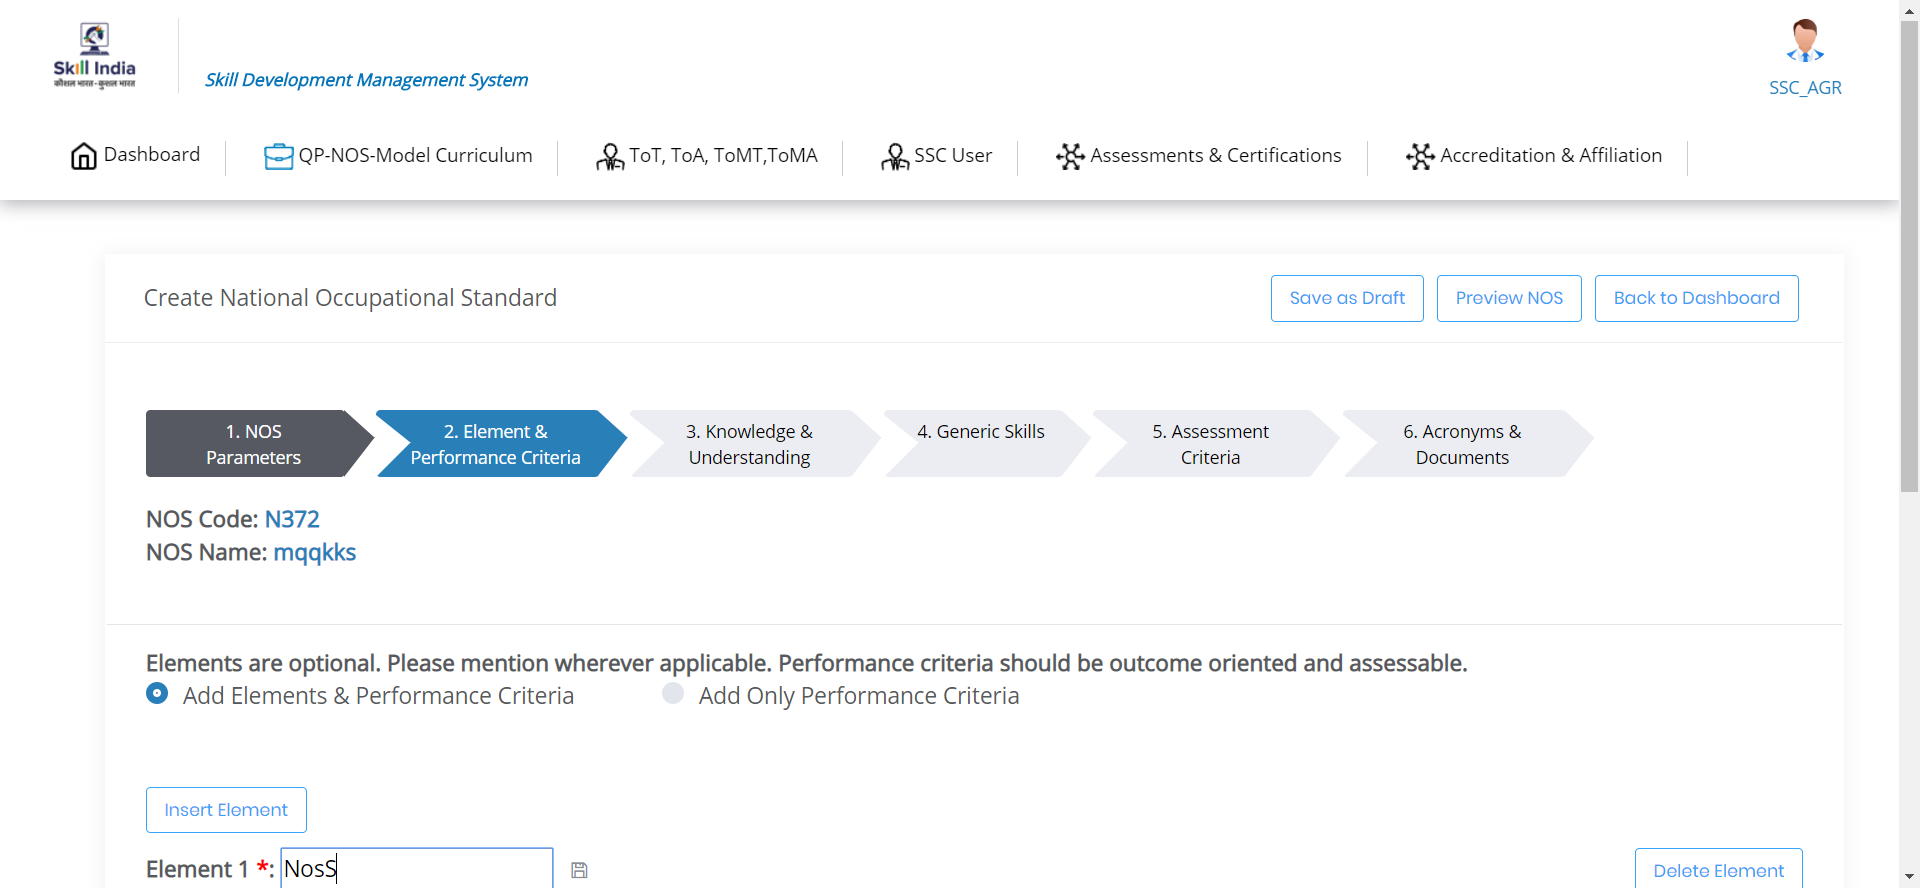 Skill India
कौशल भारत - कुशल भारत
Skill Development Management System
SSC_AGR
Dashboard
QP-NOS-Model Curriculum
ToT, ToA, ToMT,ToMA
SSC User
Assessments & Certifications
Accreditation & Affiliation
Create National Occupational Standard
Save as Draft
Preview NOS
Back to Dashboard
1. NOS
Parameters
2. Element &
Performance Criteria
3. Knowledge &
Understanding
4. Generic Skills
5. Assessment
Criteria
6. Acronyms &
Documents
NOS Code: N372
NOS Name: mqqkks
Elements are optional. Please mention wherever applicable. Performance criteria should be outcome oriented and assessable.
Add Elements & Performance Criteria
Add Only Performance Criteria
Insert Element
Element 1 *: NosS
Delete Element